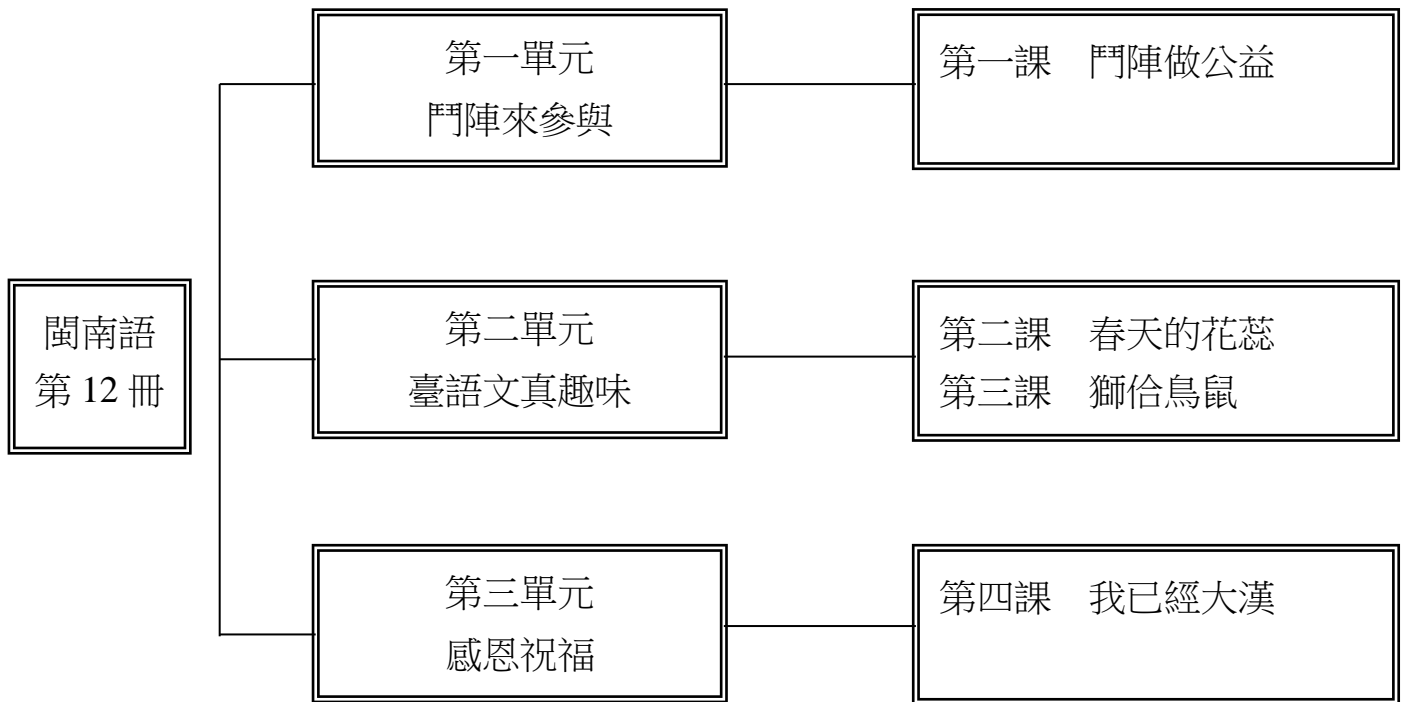 第一單元
鬥陣來參與
第一課　鬥陣做公益
閩南語
第 12 冊
第二單元
臺語文真趣味
第二課　春天的花蕊
第三課　獅佮鳥鼠
第三單元
感恩祝福
第四課　我已經大漢